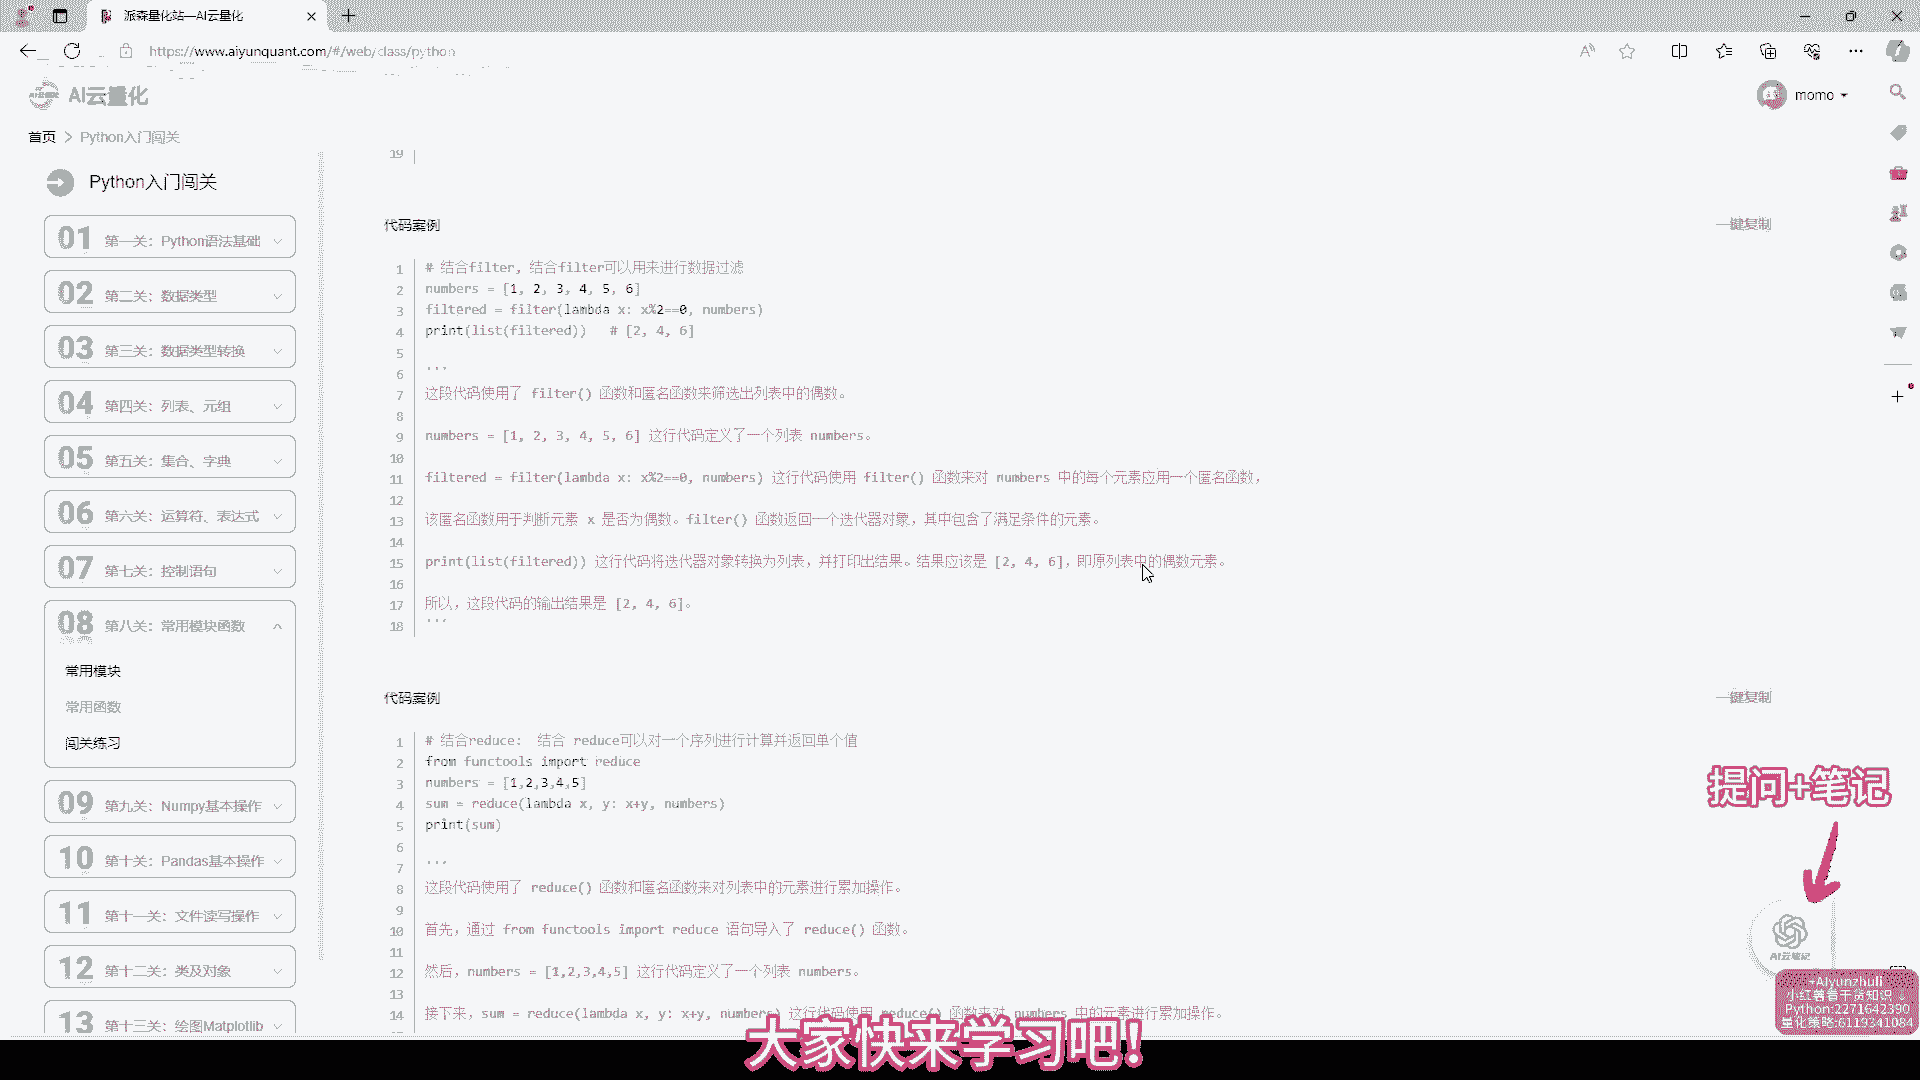 派森量化站—AI云量化
https://www.aiyunquant.com/#/web/class/python
AI云量化
momo
首页 > Python入门闯关
Python入门闯关
01 第一关：Python语法基础
02 第二关：数据类型
03 第三关：数据类型转换
04 第四关：列表、元组
05 第五关：集合、字典
06 第六关：运算符、表达式
07 第七关：控制语句
08 第八关：常用模块函数
常用模块
常用函数
闯关练习
09 第九关：Numpy基本操作
10 第十关：Pandas基本操作
11 第十一关：文件读写操作
12 第十二关：类及对象
13 第十三关：绘图Matplotlib
19
代码案例
一键复制
1 # 结合filter, 结合filter可以用来进行数据过滤
2 numbers = [1, 2, 3, 4, 5, 6]
3 filtered = filter(lambda x: x%2==0, numbers)
4 print(list(filtered)) # [2, 4, 6]
5
6 '''
7 这段代码使用了 filter() 函数和匿名函数来筛选出列表中的偶数。
8
9 numbers = [1, 2, 3, 4, 5, 6] 这行代码定义了一个列表 numbers。
10
11 filtered = filter(lambda x: x%2==0, numbers) 这行代码使用 filter() 函数来对 numbers 中的每个元素应用一个匿名函数，
12
13 该匿名函数用于判断元素 x 是否为偶数。filter() 函数返回一个迭代器对象，其中包含了满足条件的元素。
14
15 print(list(filtered)) 这行代码将迭代器对象转换为列表，并打印出结果。结果应该是 [2, 4, 6]，即原列表中的偶数元素。
16
17 所以，这段代码的输出结果是 [2, 4, 6]。
18 '''
代码案例
一键复制
1 # 结合reduce： 结合 reduce可以对一个序列进行计算并返回单个值
2 from functools import reduce
3 numbers = [1,2,3,4,5]
4 sum = reduce(lambda x, y: x+y, numbers)
5 print(sum)
6
7 '''
8 这段代码使用了 reduce() 函数和匿名函数来对列表中的元素进行累加操作。
9
10 首先，通过 from functools import reduce 语句导入了 reduce() 函数。
11
12 然后，numbers = [1,2,3,4,5] 这行代码定义了一个列表 numbers。
13
14 接下来，sum = reduce(lambda x, y: x+y, numbers) 这行代码使用 reduce() 函数来对 numbers 中的元素进行累加操作。
提问+笔记
AI云笔记
#Aiyunzhuli
小红薯看干货知识
Python:2271642390
量化策略:6119341084
大家快来学习吧！